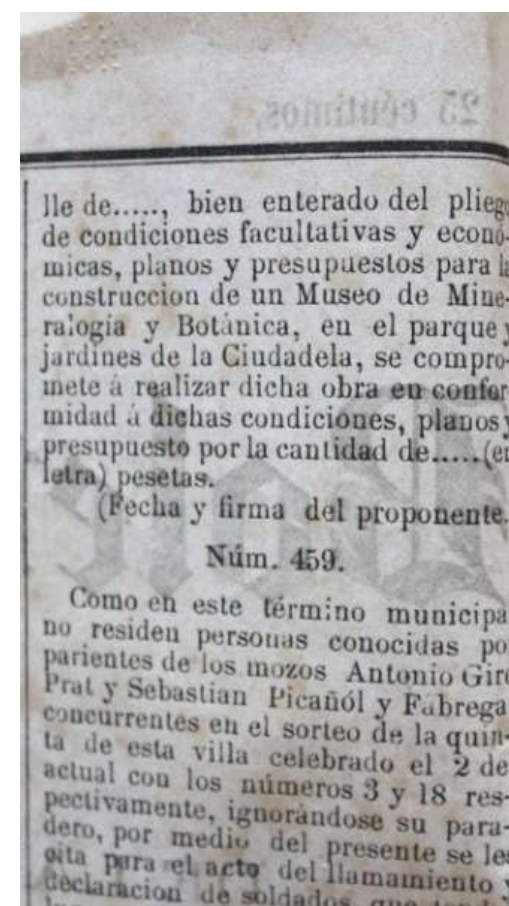 25 céntimos.
lle de....., bien enterado del plieg
de condiciones facultativas y econó-
micas, planos y presupuestos para la
construccion de un Museo de Mine-
ralogía y Botánica, en el parque y
jardines de la Ciudadela, se compro-
mete á realizar dicha obra en confor-
midad á dichas condiciones, planos y
presupuesto por la cantidad de.....(en
letra) pesetas.
(Fecha y firma del proponente.
Núm. 459.
Como en este término municipa
no residen personas conocidas po
parientes de los mozos Antonio Giró
Prat y Sebastian Picañól y Fabrega
concurrentes en el sorteo de la quin-
ta de esta villa celebrado el 2 de
actual con los números 3 y 18 res-
pectivamente, ignorándose su para-
dero, por medio del presente se les
cita para el acto del llamamiento y
declaracion de soldados que